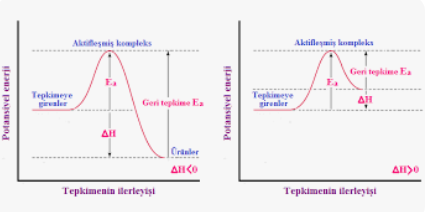 Potansiyel enerji
Aktifleşmiş kompleks
Tepkimeye
girenler
Ea
Geri tepkime Ea
ΔH
Ürünler
ΔH<0
Tepkimenin ilerleyişi
Potansiyel enerji
Aktifleşmiş kompleks
Tepkimeye
girenler
Ea
Geri tepkime Ea
ΔH
ΔH>0
Tepkimenin ilerleyişi